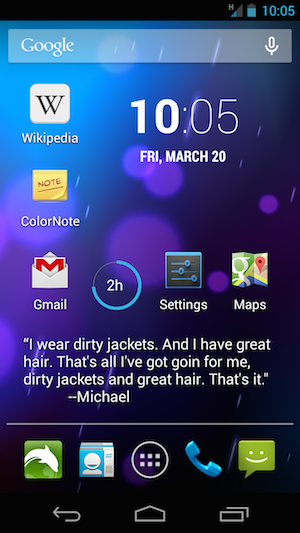 H 10:05
Google
10:05
FRI, MARCH 20
W
Wikipedia
NOTE
ColorNote
Gmail
2h
Settings
Maps
“I wear dirty jackets. And I have great
hair. That's all I've got goin for me,
dirty jackets and great hair. That's it."
--Michael